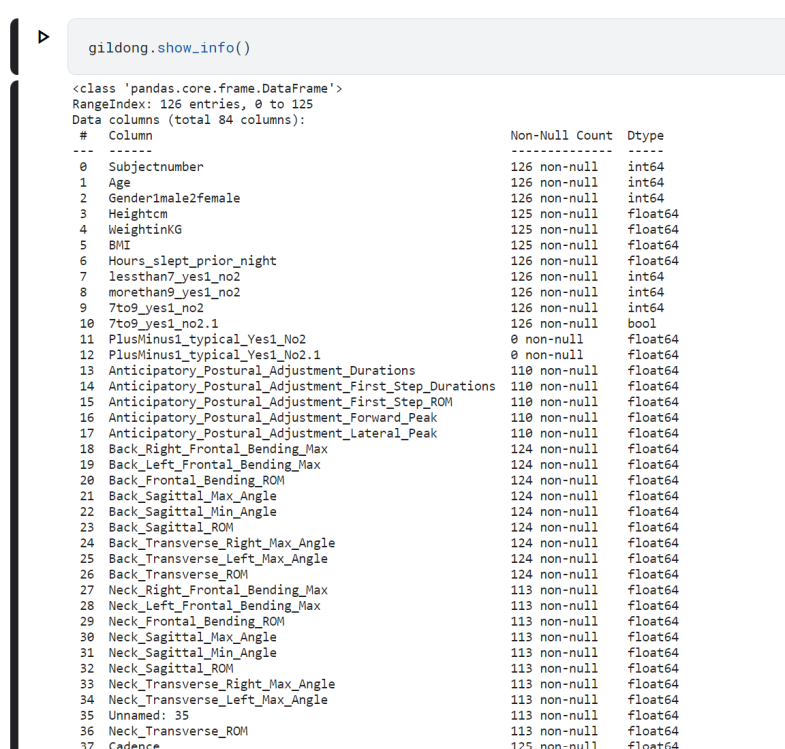 gildong.show_info()
<class 'pandas.core.frame.DataFrame'>
RangeIndex: 126 entries, 0 to 125
Data columns (total 84 columns):
 #   Column                                             Non-Null Count  Dtype
---  ------                                             --------------  -----
 0   Subjectnumber                                      126 non-null    int64
 1   Age                                                126 non-null    int64
 2   Gender1male2female                                 126 non-null    int64
 3   Heightcm                                           125 non-null    float64
 4   WeightinKG                                         125 non-null    float64
 5   BMI                                                125 non-null    float64
 6   Hours_slept_prior_night                            126 non-null    float64
 7   lessthan7_yes1_no2                                 126 non-null    int64
 8   morethan9_yes1_no2                                 126 non-null    int64
 9   7to9_yes1_no2                                      126 non-null    int64
 10  7to9_yes1_no2.1                                    126 non-null    bool
 11  PlusMinus1_typical_Yes1_No2                        0 non-null      float64
 12  PlusMinus1_typical_Yes1_No2.1                      0 non-null      float64
 13  Anticipatory_Postural_Adjustment_Durations         110 non-null    float64
 14  Anticipatory_Postural_Adjustment_First_Step_Durations  110 non-null    float64
 15  Anticipatory_Postural_Adjustment_First_Step_ROM    110 non-null    float64
 16  Anticipatory_Postural_Adjustment_Forward_Peak      110 non-null    float64
 17  Anticipatory_Postural_Adjustment_Lateral_Peak      110 non-null    float64
 18  Back_Right_Frontal_Bending_Max                     124 non-null    float64
 19  Back_Left_Frontal_Bending_Max                      124 non-null    float64
 20  Back_Frontal_Bending_ROM                           124 non-null    float64
 21  Back_Sagittal_Max_Angle                            124 non-null    float64
 22  Back_Sagittal_Min_Angle                            124 non-null    float64
 23  Back_Sagittal_ROM                                  124 non-null    float64
 24  Back_Transverse_Right_Max_Angle                    124 non-null    float64
 25  Back_Transverse_Left_Max_Angle                     124 non-null    float64
 26  Back_Transverse_ROM                                124 non-null    float64
 27  Neck_Right_Frontal_Bending_Max                     113 non-null    float64
 28  Neck_Left_Frontal_Bending_Max                      113 non-null    float64
 29  Neck_Frontal_Bending_ROM                           113 non-null    float64
 30  Neck_Sagittal_Max_Angle                            113 non-null    float64
 31  Neck_Sagittal_Min_Angle                            113 non-null    float64
 32  Neck_Sagittal_ROM                                  113 non-null    float64
 33  Neck_Transverse_Right_Max_Angle                    113 non-null    float64
 34  Neck_Transverse_Left_Max_Angle                     113 non-null    float64
 35  Unnamed: 35                                        113 non-null    float64
 36  Neck_Transverse_ROM                                113 non-null    float64
 37  Cadence                                            125 non-null    float64